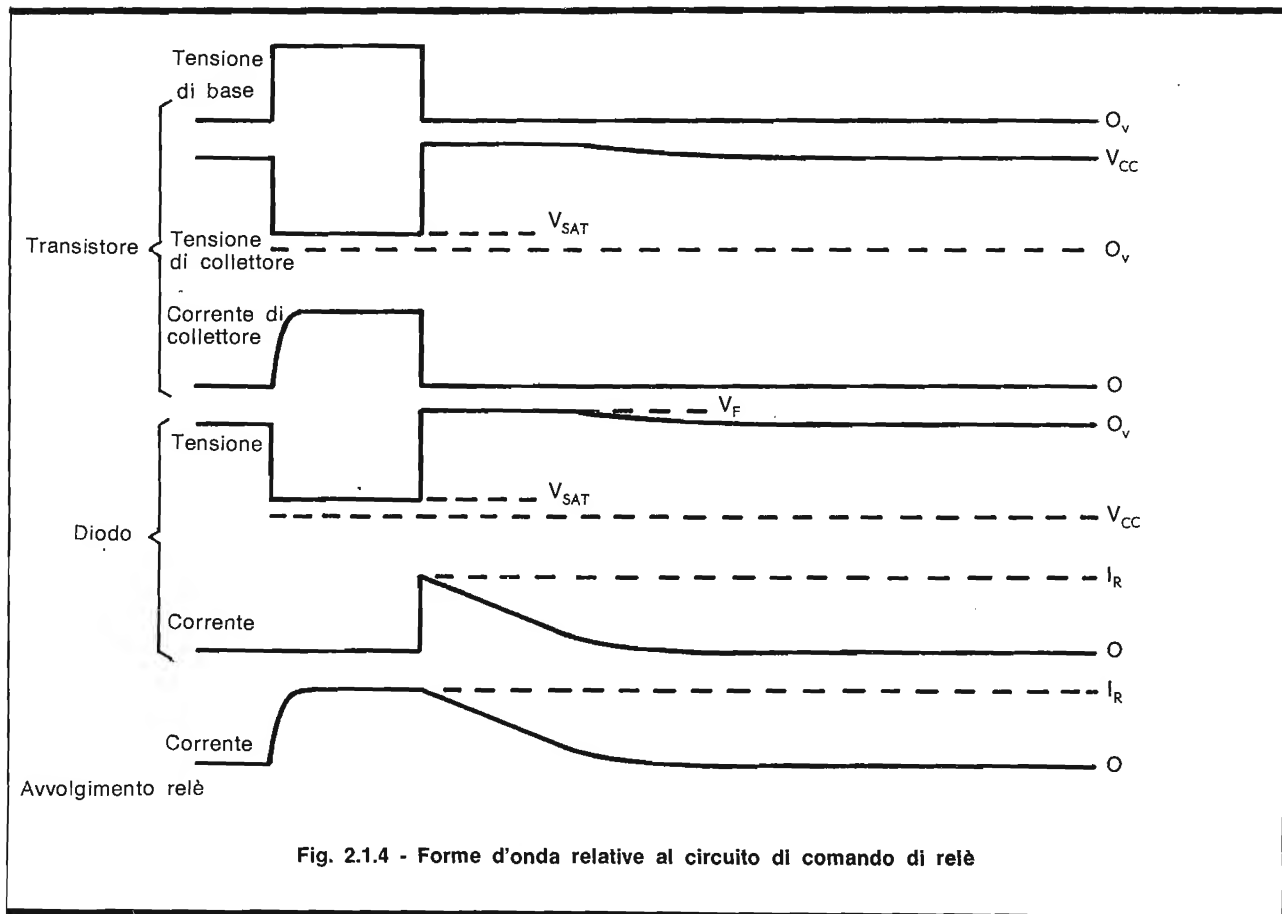 Tensione
di base
O_v
V_CC
V_SAT
Transistore
Tensione
di collettore
O_v
Corrente di
collettore
O
V_F
O_v
Tensione
V_SAT
V_CC
Diodo
I_R
Corrente
O
I_R
Corrente
O
Avvolgimento relè
Fig. 2.1.4 - Forme d'onda relative al circuito di comando di relè